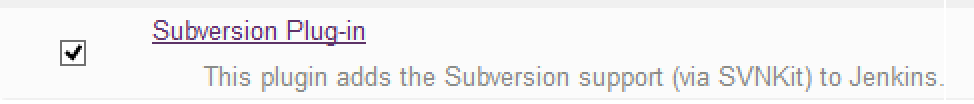 Subversion Plug-in
This plugin adds the Subversion support (via SVNKit) to Jenkins.